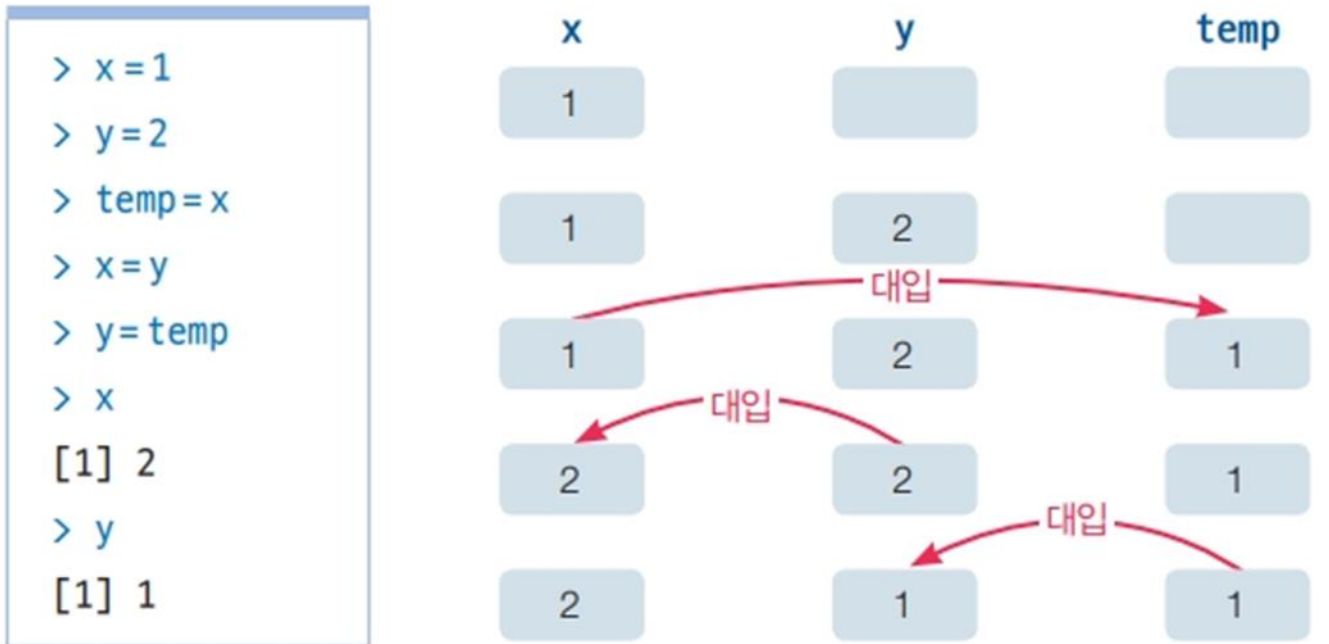 > x=1
> y=2
> temp=x
> x=y
> y=temp
> x
[1] 2
> y
[1] 1
x y temp
1
1 2
대입
1 2 1
대입
2 2 1
대입
2 1 1